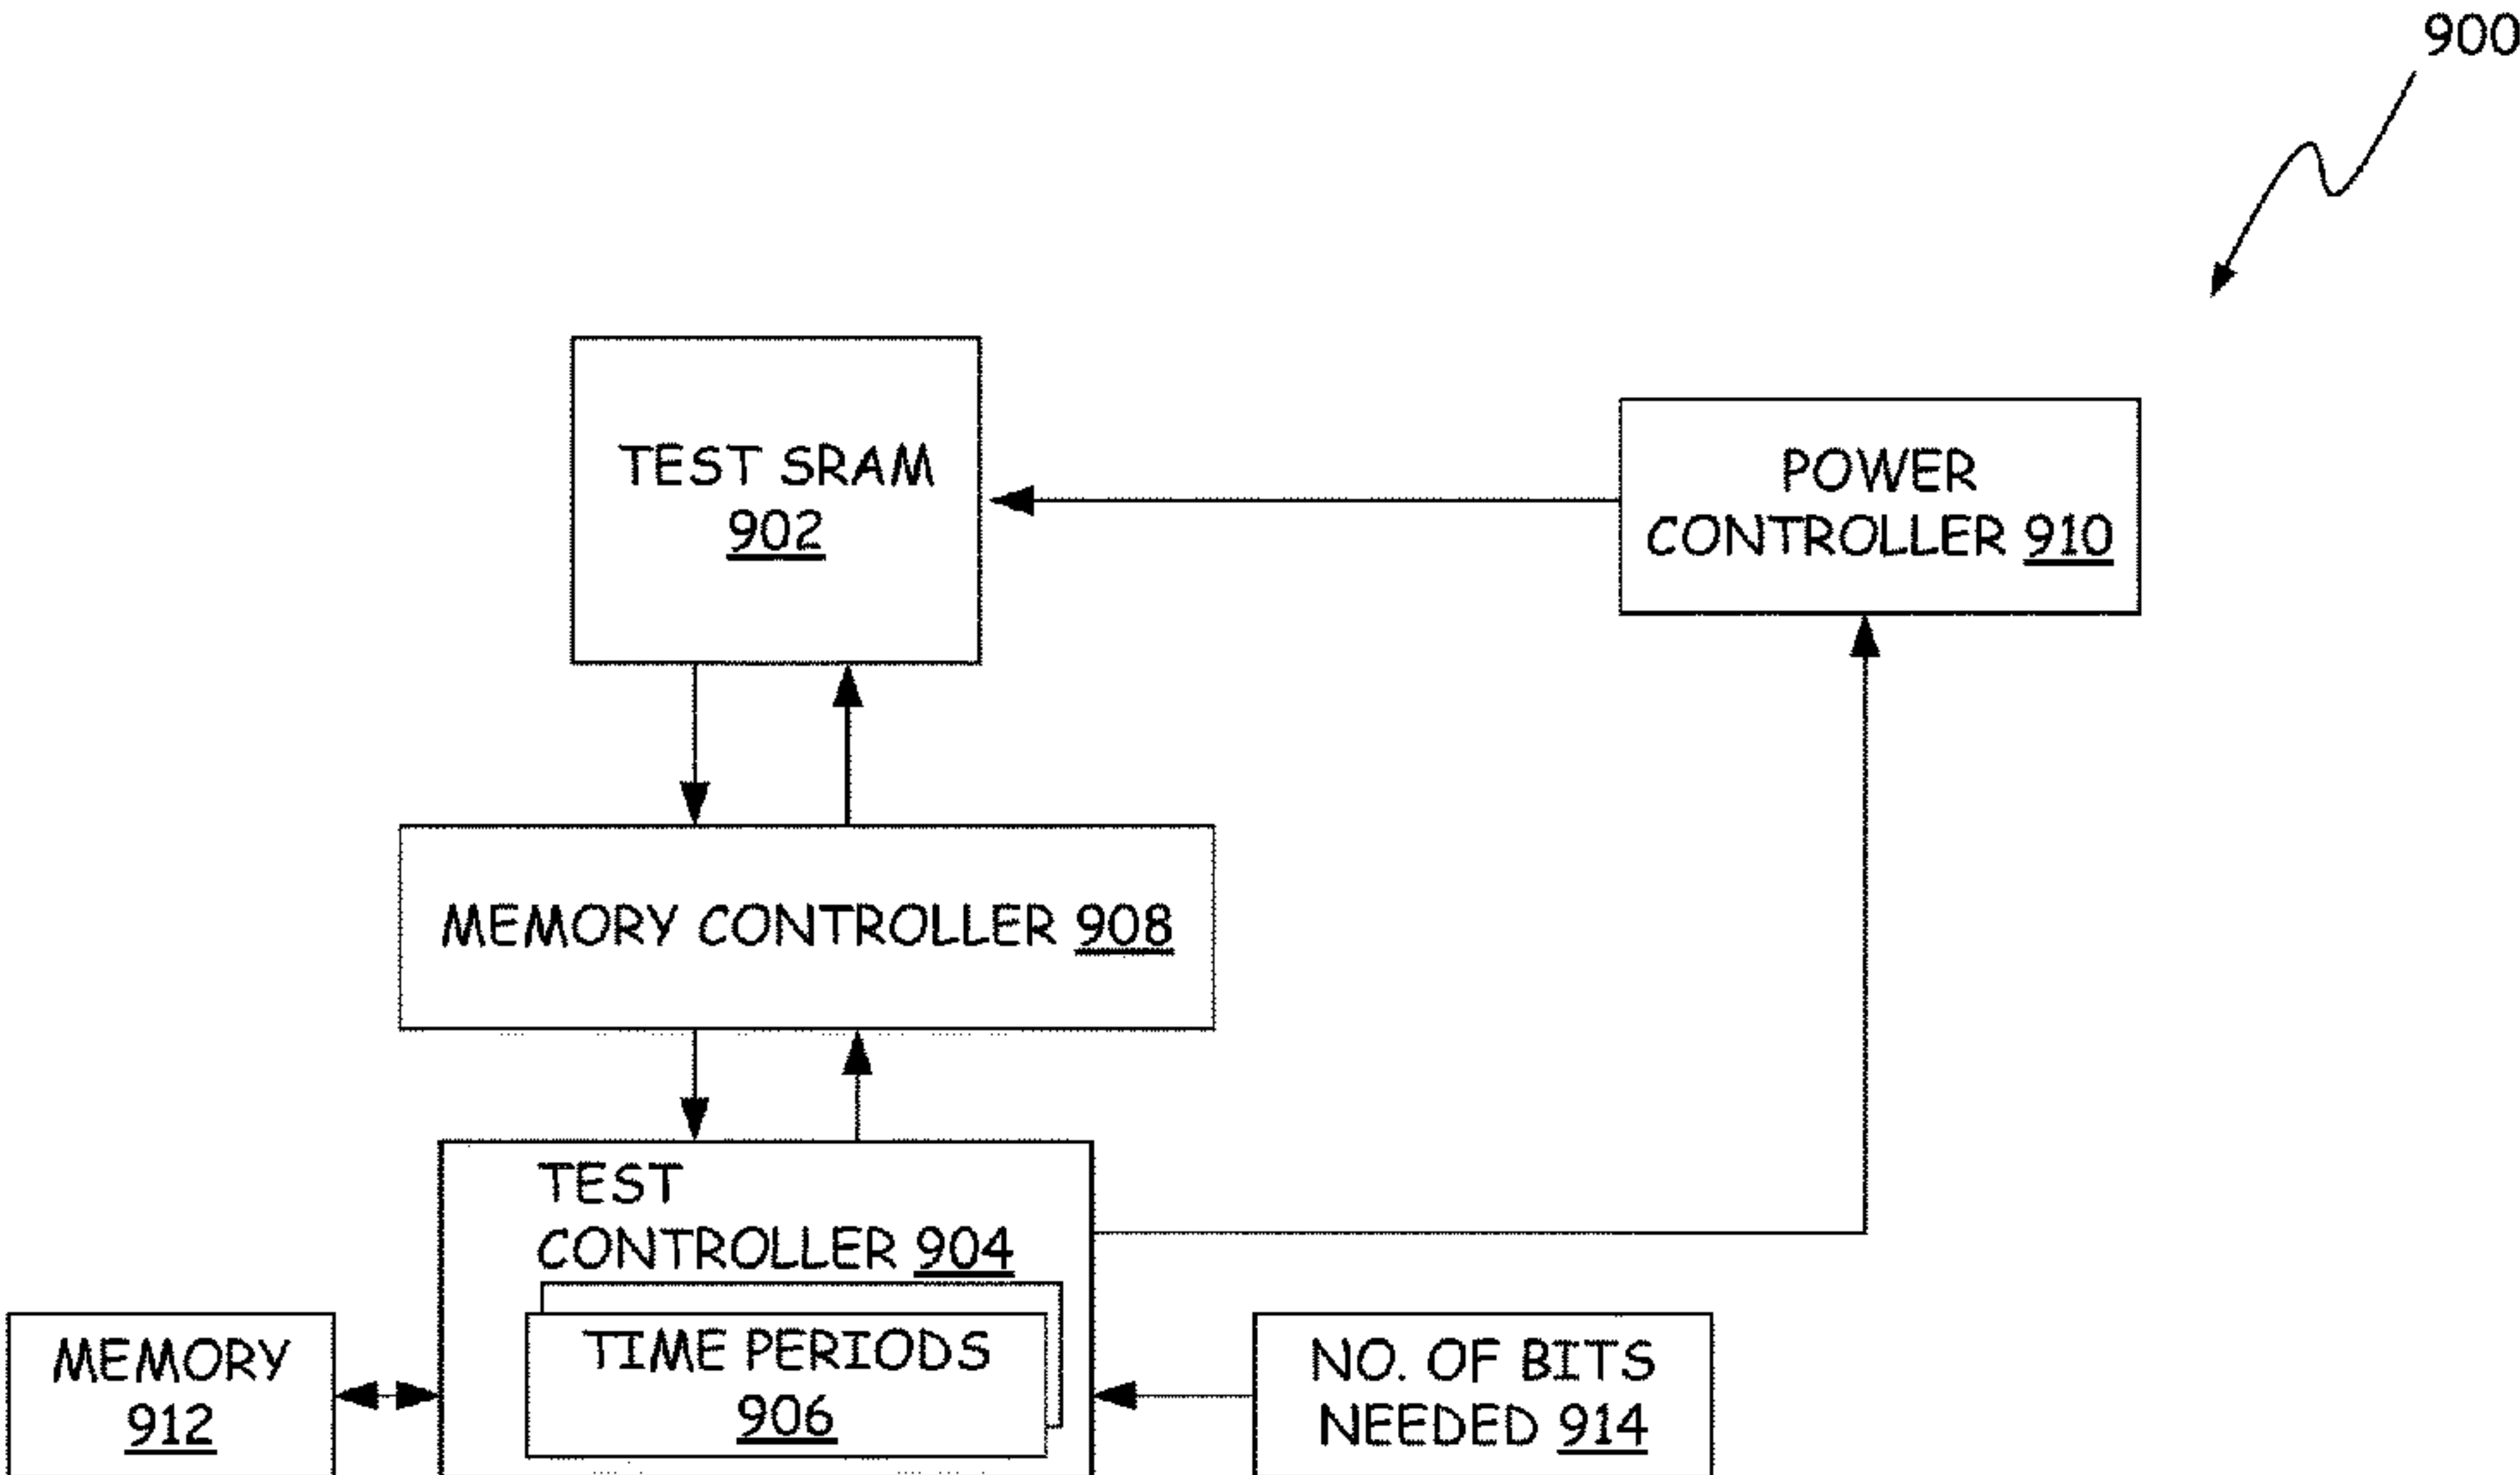 900
TEST SRAM
902
POWER
CONTROLLER 910
MEMORY CONTROLLER 908
TEST
CONTROLLER 904
TIME PERIODS
906
MEMORY
912
NO. OF BITS
NEEDED 914